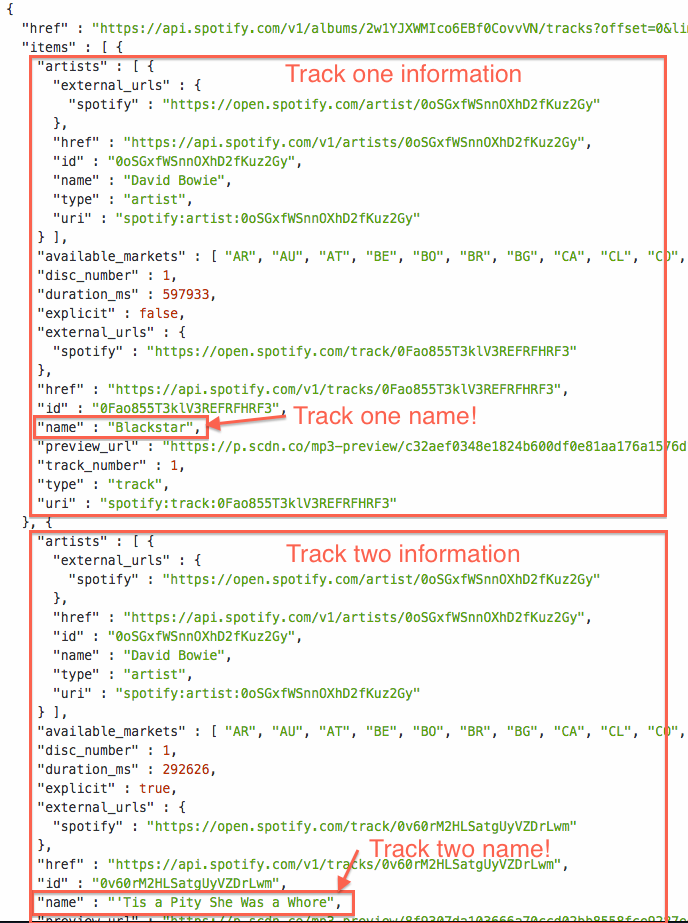 {
"href" : "https://api.spotify.com/v1/albums/2w1YJXWMIco6EBf0CovvVN/tracks?offset=0&li
"items" : [ {
"artists" : [ {
Track one information
"external_urls" : {
"spotify" : "https://open.spotify.com/artist/0oSGxfWSnnOXhD2fKuz2Gy"
},
"href" : "https://api.spotify.com/v1/artists/0oSGxfWSnnOXhD2fKuz2Gy",
"id" : "0oSGxfWSnnOXhD2fKuz2Gy",
"name" : "David Bowie",
"type" : "artist",
"uri" : "spotify:artist:0oSGxfWSnnOXhD2fKuz2Gy"
} ],
"available_markets" : [ "AR", "AU", "AT", "BE", "BO", "BR", "BG", "CA", "CL", "CO",
"disc_number" : 1,
"duration_ms" : 597933,
"explicit" : false,
"external_urls" : {
"spotify" : "https://open.spotify.com/track/0Fao855T3klV3REFRFHRF3"
},
"href" : "https://api.spotify.com/v1/tracks/0Fao855T3klV3REFRFHRF3",
"id" : "0Fao855T3klV3REFRFHRF3",
Track one name!
"name" : "Blackstar",
"preview_url" : "https://p.scdn.co/mp3-preview/c32aef0348e1824b600df0e81aa176a1576d
"track_number" : 1,
"type" : "track",
"uri" : "spotify:track:0Fao855T3klV3REFRFHRF3"
}, {
"artists" : [ {
Track two information
"external_urls" : {
"spotify" : "https://open.spotify.com/artist/0oSGxfWSnnOXhD2fKuz2Gy"
},
"href" : "https://api.spotify.com/v1/artists/0oSGxfWSnnOXhD2fKuz2Gy",
"id" : "0oSGxfWSnnOXhD2fKuz2Gy",
"name" : "David Bowie",
"type" : "artist",
"uri" : "spotify:artist:0oSGxfWSnnOXhD2fKuz2Gy"
} ],
"available_markets" : [ "AR", "AU", "AT", "BE", "BO", "BR", "BG", "CA", "CL", "CO",
"disc_number" : 1,
"duration_ms" : 292626,
"explicit" : true,
"external_urls" : {
"spotify" : "https://open.spotify.com/track/0v60rM2HLSatgUyVZDrLwm"
},
Track two name!
"href" : "https://api.spotify.com/v1/tracks/0v60rM2HLSatgUyVZDrLwm",
"id" : "0v60rM2HLSatgUyVZDrLwm",
"name" : "'Tis a Pity She Was a Whore",